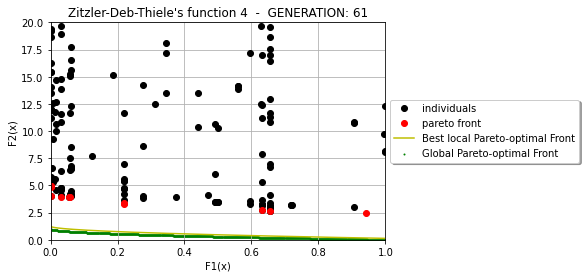 Zitzler-Deb-Thiele's function 4 - GENERATION: 61
20.0
17.5
15.0
12.5
10.0
7.5
5.0
2.5
0.0
F2(x)
0.0 0.2 0.4 0.6 0.8 1.0
F1(x)
individuals
pareto front
Best local Pareto-optimal Front
Global Pareto-optimal Front